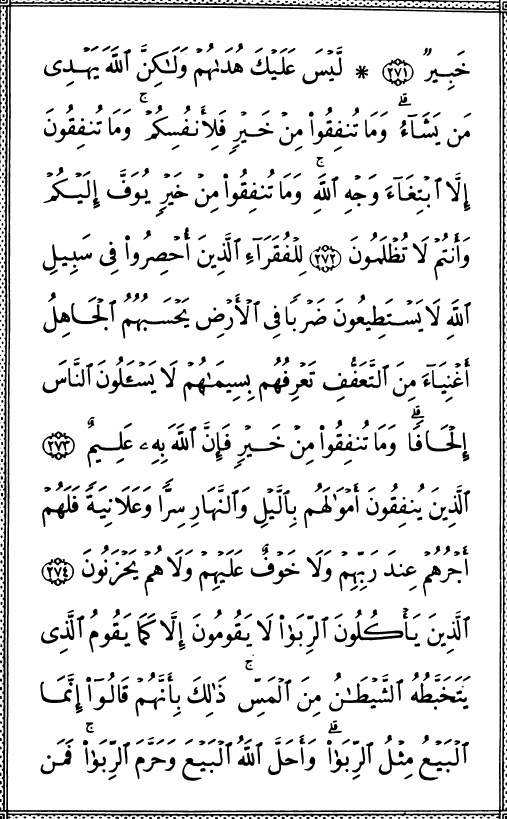 خَبِيرٌ ﴿٢٧١﴾ * لَّيْسَ عَلَيْكَ هُدَىٰهُمْ وَلَـٰكِنَّ ٱللَّهَ يَهْدِى
مَن يَشَآءُ ۗ وَمَا تُنفِقُوا۟ مِنْ خَيْرٍ فَلِأَنفُسِكُمْ ۚ وَمَا تُنفِقُونَ
إِلَّا ٱبْتِغَآءَ وَجْهِ ٱللَّهِ ۚ وَمَا تُنفِقُوا۟ مِنْ خَيْرٍ يُوَفَّ إِلَيْكُمْ
وَأَنتُمْ لَا تُظْلَمُونَ ﴿٢٧٢﴾ لِلْفُقَرَآءِ ٱلَّذِينَ أُحْصِرُوا۟ فِى سَبِيلِ
ٱللَّهِ لَا يَسْتَطِيعُونَ ضَرْبًا فِى ٱلْأَرْضِ يَحْسَبُهُمُ ٱلْجَاهِلُ
أَغْنِيَآءَ مِنَ ٱلتَّعَفُّفِ تَعْرِفُهُم بِسِيمَـٰهُمْ لَا يَسْـَٔلُونَ ٱلنَّاسَ
إِلْحَافًا ۗ وَمَا تُنفِقُوا۟ مِنْ خَيْرٍ فَإِنَّ ٱللَّهَ بِهِۦ عَلِيمٌ ﴿٢٧٣﴾
ٱلَّذِينَ يُنفِقُونَ أَمْوَٰلَهُم بِٱلَّيْلِ وَٱلنَّهَارِ سِرًّا وَعَلَانِيَةً فَلَهُمْ
أَجْرُهُمْ عِندَ رَبِّهِمْ وَلَا خَوْفٌ عَلَيْهِمْ وَلَا هُمْ يَحْزَنُونَ ﴿٢٧٤﴾
ٱلَّذِينَ يَأْكُلُونَ ٱلرِّبَوٰا۟ لَا يَقُومُونَ إِلَّا كَمَا يَقُومُ ٱلَّذِى
يَتَخَبَّطُهُ ٱلشَّيْطَـٰنُ مِنَ ٱلْمَسِّ ۚ ذَٰلِكَ بِأَنَّهُمْ قَالُوٓا۟ إِنَّمَا
ٱلْبَيْعُ مِثْلُ ٱلرِّبَوٰا۟ ۗ وَأَحَلَّ ٱللَّهُ ٱلْبَيْعَ وَحَرَّمَ ٱلرِّبَوٰا۟ ۚ فَمَن